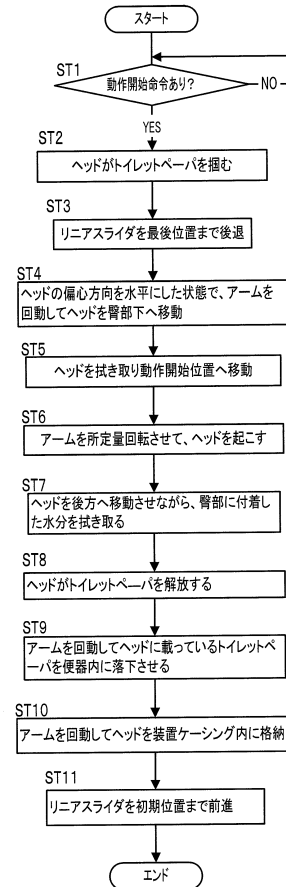 スタート
ST1
動作開始命令あり?
NO
YES
ST2
ヘッドがトイレットペーパを掴む
ST3
リニアスライダを最後位置まで後退
ST4
ヘッドの偏心方向を水平にした状態で、アームを
回動してヘッドを臀部下へ移動
ST5
ヘッドを拭き取り動作開始位置へ移動
ST6
アームを所定量回転させて、ヘッドを起こす
ST7
ヘッドを後方へ移動させながら、臀部に付着し
た水分を拭き取る
ST8
ヘッドがトイレットペーパを解放する
ST9
アームを回動してヘッドに載っているトイレットペ
ーパを便器内に落下させる
ST10
アームを回動してヘッドを装置ケーシング内に格納
ST11
リニアスライダを初期位置まで前進
エンド